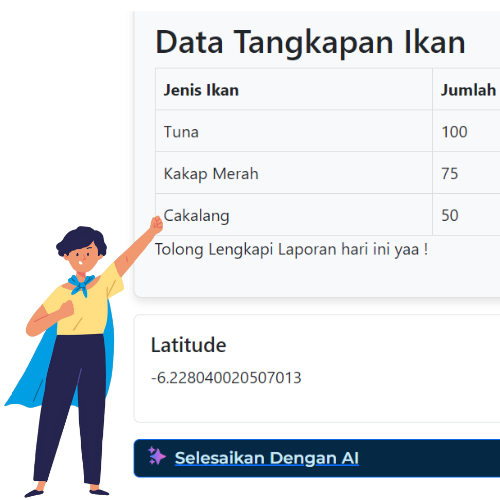 Data Tangkapan Ikan
Jenis Ikan Jumlah
Tuna 100
Kakap Merah 75
Cakalang 50
Tolong Lengkapi Laporan hari ini yaa !
Latitude
-6.228040020507013
Selesaikan Dengan AI